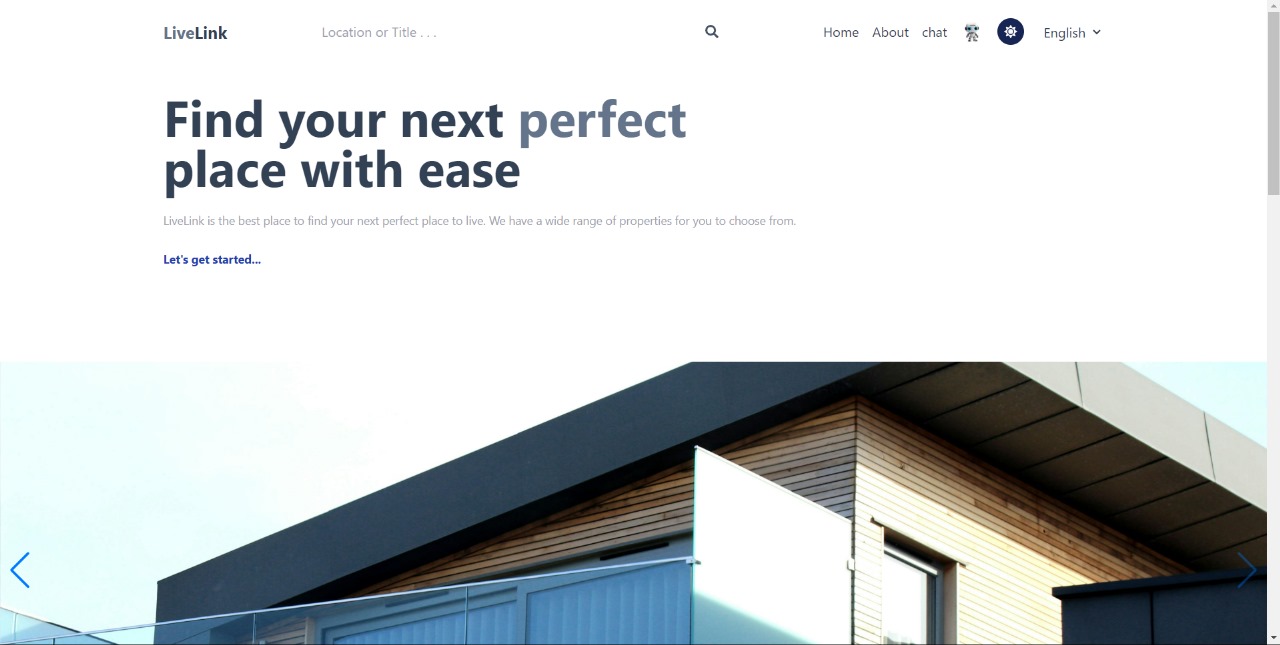 LiveLink
Location or Title . . .
Home
About
chat
English
Find your next perfect
place with ease
LiveLink is the best place to find your next perfect place to live. We have a wide range of properties for you to choose from.
Let's get started...